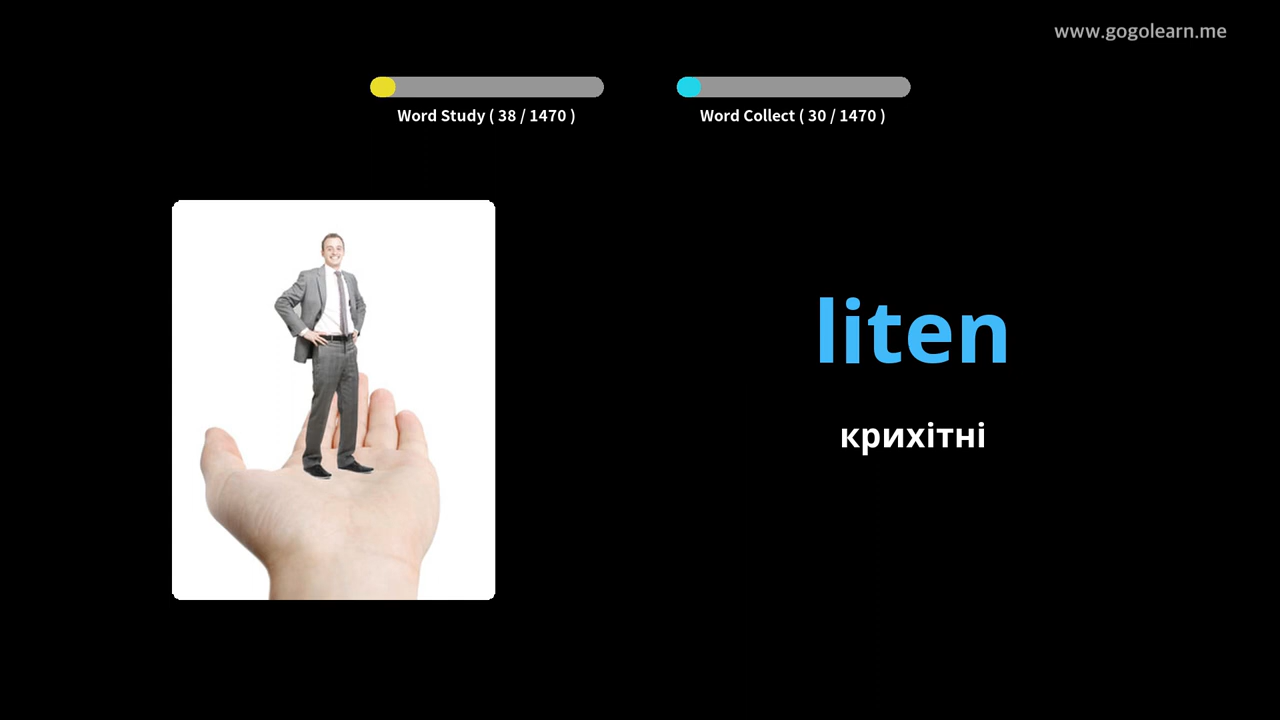 www.gogolearn.me
Word Study ( 38 / 1470 )
Word Collect ( 30 / 1470 )
liten
крихітні